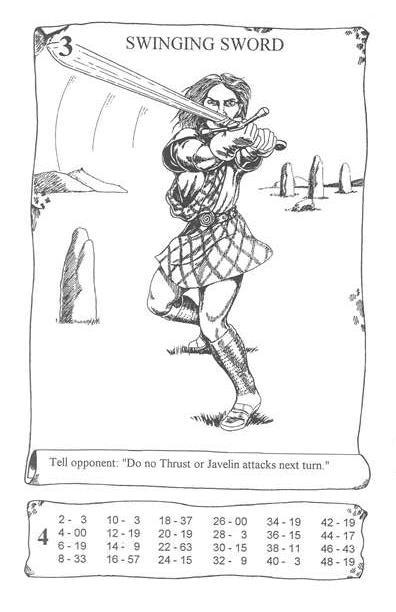 3 SWINGING SWORD
Tell opponent: "Do no Thrust or Javelin attacks next turn."
4
2 - 3 10 - 3 18 - 37 26 - 00 34 - 19 42 - 19
4 - 00 12 - 19 20 - 19 28 - 3 36 - 15 44 - 17
6 - 19 14 - 9 22 - 63 30 - 15 38 - 11 46 - 43
8 - 33 16 - 57 24 - 15 32 - 9 40 - 3 48 - 19